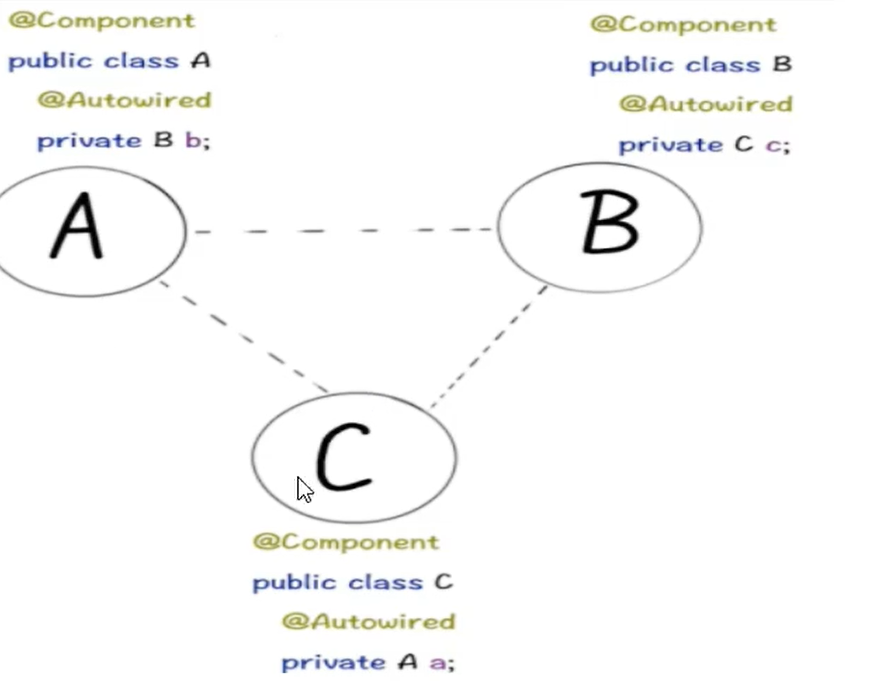 @Component
public class A
@Autowired
private B b;
@Component
public class B
@Autowired
private C c;
A
B
C
@Component
public class C
@Autowired
private A a;